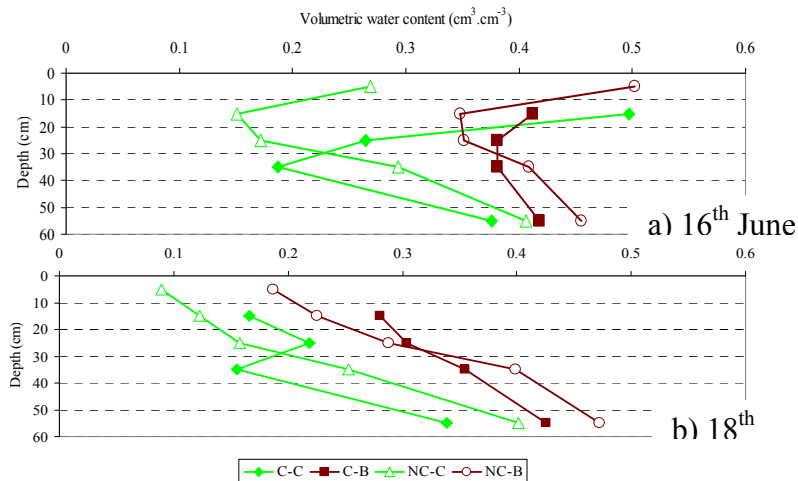 Volumetric water content (cm³.cm⁻³)
0 0.1 0.2 0.3 0.4 0.5 0.6
0
10
20
30
40
50
60
Depth (cm)
a) 16th June
0 0.1 0.2 0.3 0.4 0.5 0.6
0
10
20
30
40
50
60
Depth (cm)
b) 18th
C-C C-B NC-C NC-B